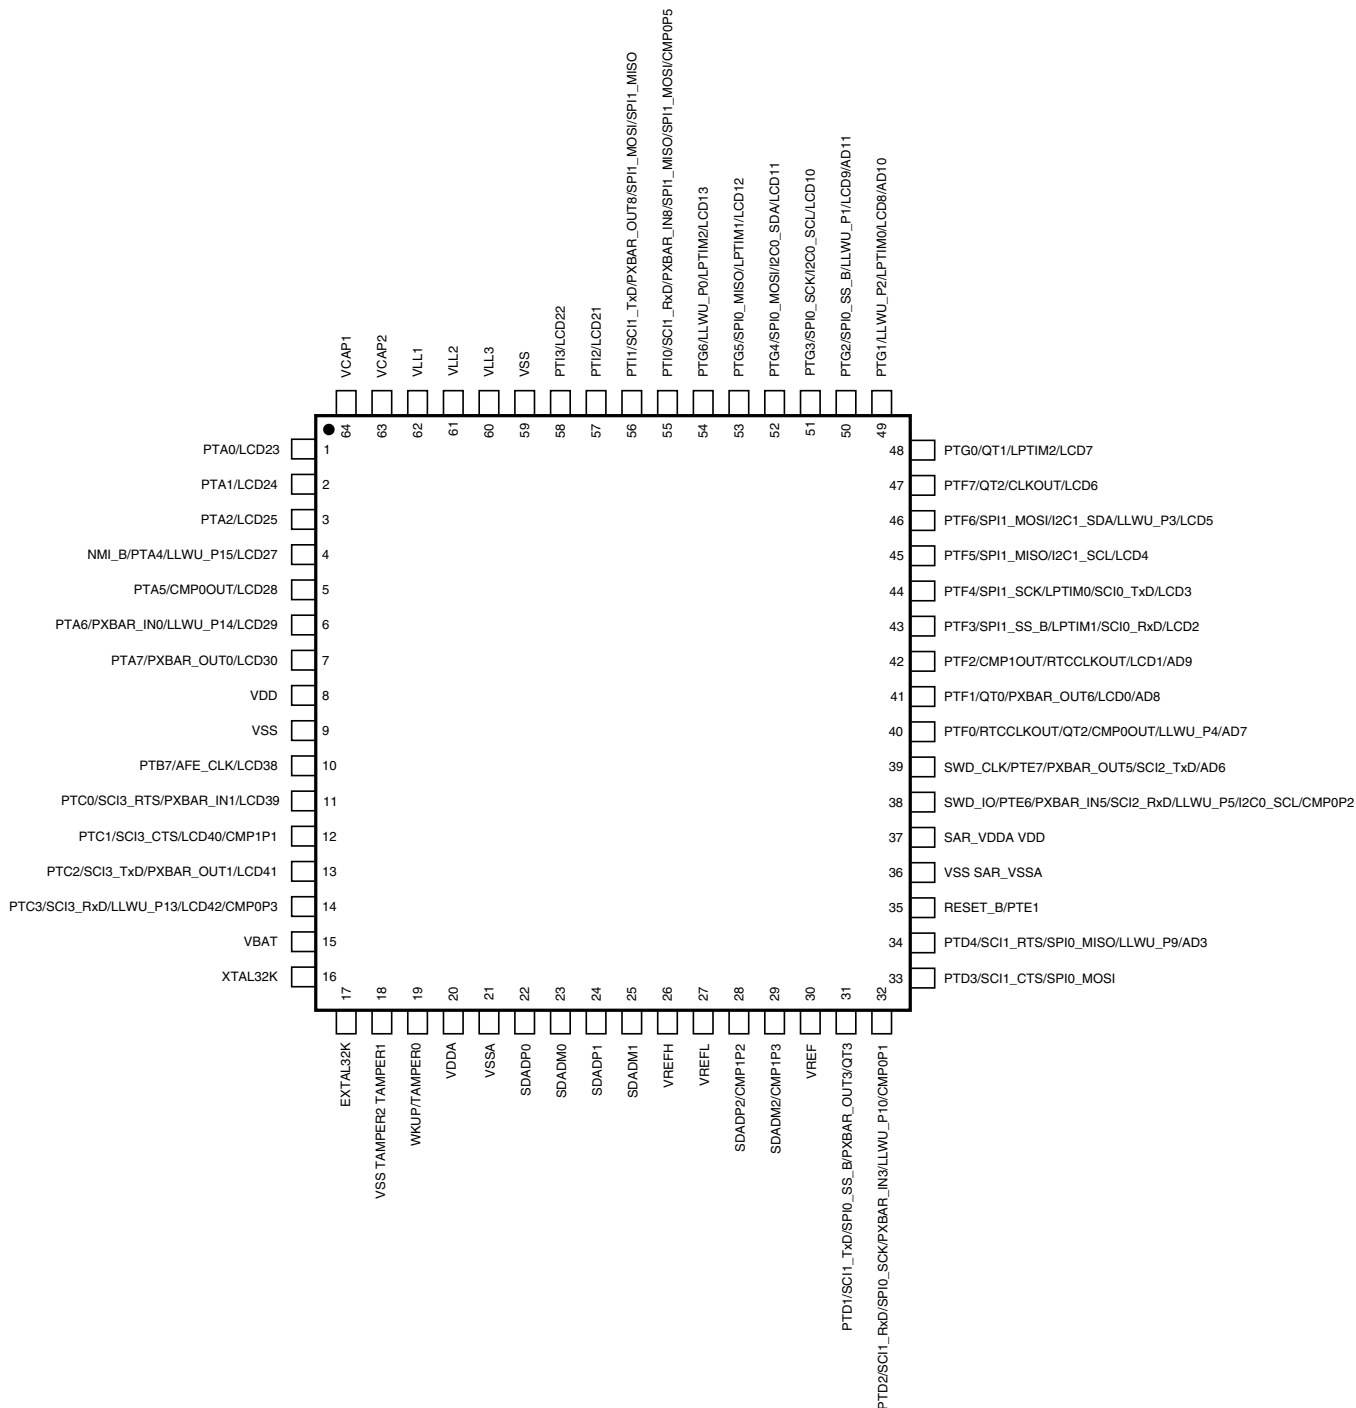 PTI0/SCI1_RxD/PXBAR_IN8/SPI1_MISO/SPI1_MOSI/CMP0P5
PTI1/SCI1_TxD/PXBAR_OUT8/SPI1_MOSI/SPI1_MISO
VCAP1
VCAP2
VLL1
VLL2
VLL3
VSS
PTI3/LCD22
PTI2/LCD21
PTG6/LLWU_P0/LPTIM2/LCD13
PTG5/SPI0_MISO/LPTIM1/LCD12
PTG4/SPI0_MOSI/I2C0_SDA/LCD11
PTG3/SPI0_SCK/I2C0_SCL/LCD10
PTG2/SPI0_SS_B/LLWU_P1/LCD9/AD11
PTG1/LLWU_P2/LPTIM0/LCD8/AD10
64
63
62
61
60
59
58
57
56
55
54
53
52
51
50
49
PTA0/LCD23 1
PTA1/LCD24 2
PTA2/LCD25 3
NMI_B/PTA4/LLWU_P15/LCD27 4
PTA5/CMP0OUT/LCD28 5
PTA6/PXBAR_IN0/LLWU_P14/LCD29 6
PTA7/PXBAR_OUT0/LCD30 7
VDD 8
VSS 9
PTB7/AFE_CLK/LCD38 10
PTC0/SCI3_RTS/PXBAR_IN1/LCD39 11
PTC1/SCI3_CTS/LCD40/CMP1P1 12
PTC2/SCI3_TxD/PXBAR_OUT1/LCD41 13
PTC3/SCI3_RxD/LLWU_P13/LCD42/CMP0P3 14
VBAT 15
XTAL32K 16
48 PTG0/QT1/LPTIM2/LCD7
47 PTF7/QT2/CLKOUT/LCD6
46 PTF6/SPI1_MOSI/I2C1_SDA/LLWU_P3/LCD5
45 PTF5/SPI1_MISO/I2C1_SCL/LCD4
44 PTF4/SPI1_SCK/LPTIM0/SCI0_TxD/LCD3
43 PTF3/SPI1_SS_B/LPTIM1/SCI0_RxD/LCD2
42 PTF2/CMP1OUT/RTCCLKOUT/LCD1/AD9
41 PTF1/QT0/PXBAR_OUT6/LCD0/AD8
40 PTF0/RTCCLKOUT/QT2/CMP0OUT/LLWU_P4/AD7
39 SWD_CLK/PTE7/PXBAR_OUT5/SCI2_TxD/AD6
38 SWD_IO/PTE6/PXBAR_IN5/SCI2_RxD/LLWU_P5/I2C0_SCL/CMP0P2
37 SAR_VDDA VDD
36 VSS SAR_VSSA
35 RESET_B/PTE1
34 PTD4/SCI1_RTS/SPI0_MISO/LLWU_P9/AD3
33 PTD3/SCI1_CTS/SPI0_MOSI
17
18
19
20
21
22
23
24
25
26
27
28
29
30
31
32
EXTAL32K
VSS TAMPER2 TAMPER1
WKUP/TAMPER0
VDDA
VSSA
SDADP0
SDADM0
SDADP1
SDADM1
VREFH
VREFL
SDADP2/CMP1P2
SDADM2/CMP1P3
VREF
PTD1/SCI1_TxD/SPI0_SS_B/PXBAR_OUT3/QT3
PTD2/SCI1_RxD/SPI0_SCK/PXBAR_IN3/LLWU_P10/CMP0P1